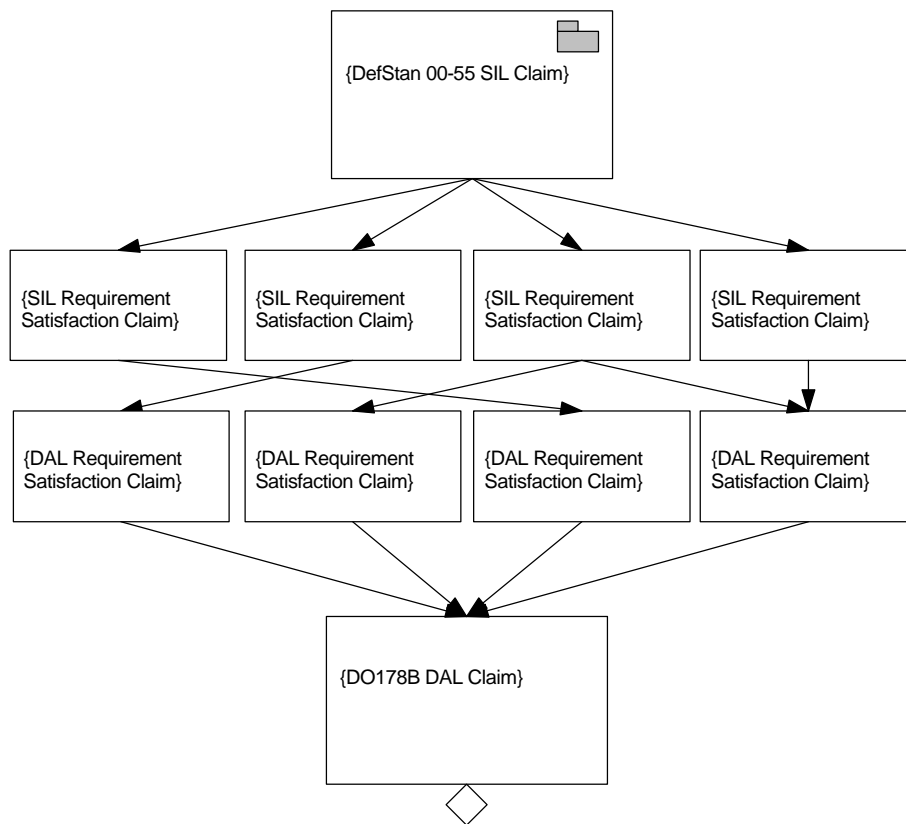 {DefStan 00-55 SIL Claim}
{SIL Requirement
Satisfaction Claim}
{SIL Requirement
Satisfaction Claim}
{SIL Requirement
Satisfaction Claim}
{SIL Requirement
Satisfaction Claim}
{DAL Requirement
Satisfaction Claim}
{DAL Requirement
Satisfaction Claim}
{DAL Requirement
Satisfaction Claim}
{DAL Requirement
Satisfaction Claim}
{DO178B DAL Claim}